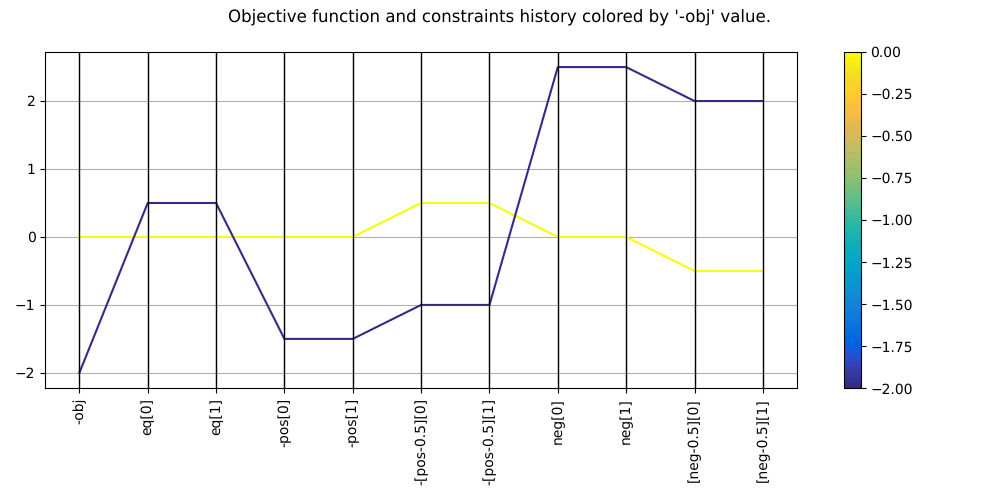 Objective function and constraints history colored by '-obj' value.
2
1
0
−1
−2
-obj
eq[0]
eq[1]
-pos[0]
-pos[1]
-[pos-0.5][0]
-[pos-0.5][1]
neg[0]
neg[1]
[neg-0.5][0]
[neg-0.5][1]
0.00
−0.25
−0.50
−0.75
−1.00
−1.25
−1.50
−1.75
−2.00